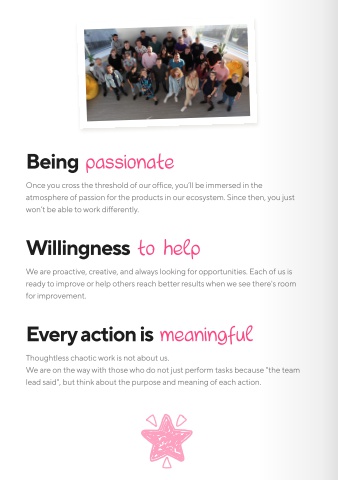 Being passionate
Once you cross the threshold of our office, you'll be immersed in the
atmosphere of passion for the products in our ecosystem. Since then, you just
won't be able to work differently.
Willingness to help
We are proactive, creative, and always looking for opportunities. Each of us is
ready to improve or help others reach better results when we see there's room
for improvement.
Every action is meaningful
Thoughtless chaotic work is not about us.
We are on the way with those who do not just perform tasks because "the team
lead said", but think about the purpose and meaning of each action.